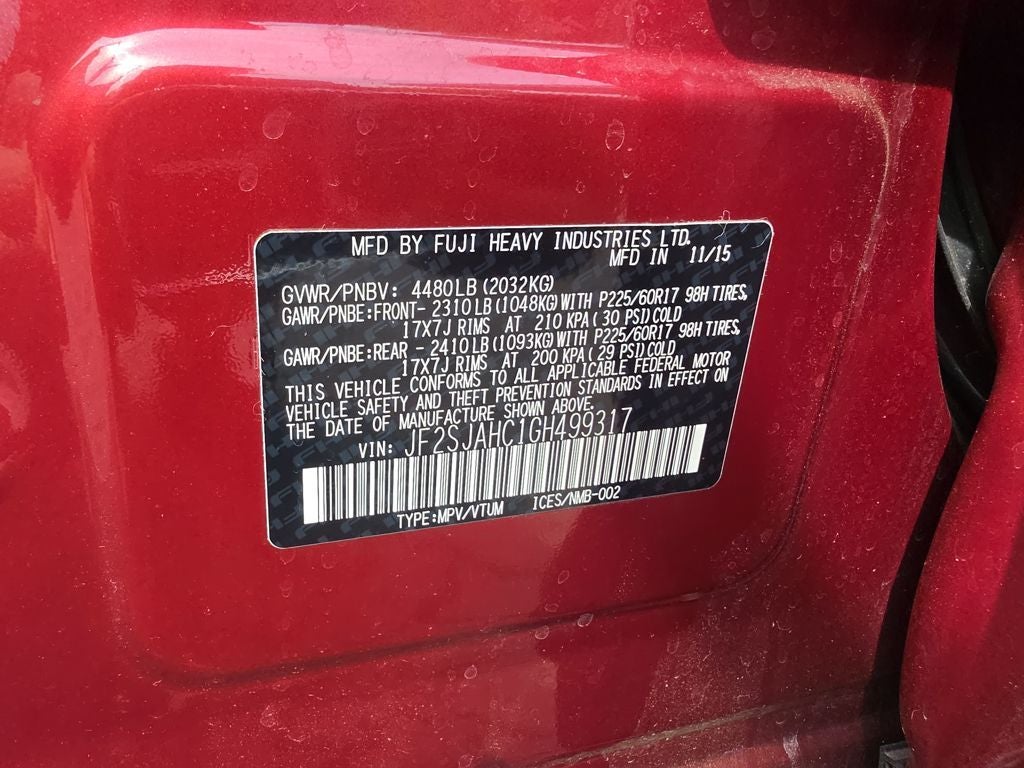 MFD BY FUJI HEAVY INDUSTRIES LTD.
MFD IN 11/15
GVWR/PNBV: 4480LB(2032KG)
GAWR/PNBE:FRONT- 2310LB(1048KG)WITH P225/60R17 98H TIRES,
17X7J RIMS AT 210 KPA( 30 PSI)COLD
GAWR/PNBE:REAR - 2410LB(1093KG)WITH P225/60R17 98H TIRES,
17X7J RIMS AT 200 KPA( 29 PSI)COLD
THIS VEHICLE CONFORMS TO ALL APPLICABLE FEDERAL MOTOR
VEHICLE SAFETY AND THEFT PREVENTION STANDARDS IN EFFECT ON
THE DATE OF MANUFACTURE SHOWN ABOVE.
VIN: JF2SJAHC1GH499317
TYPE:MPV/VTUM ICES/NMB-002